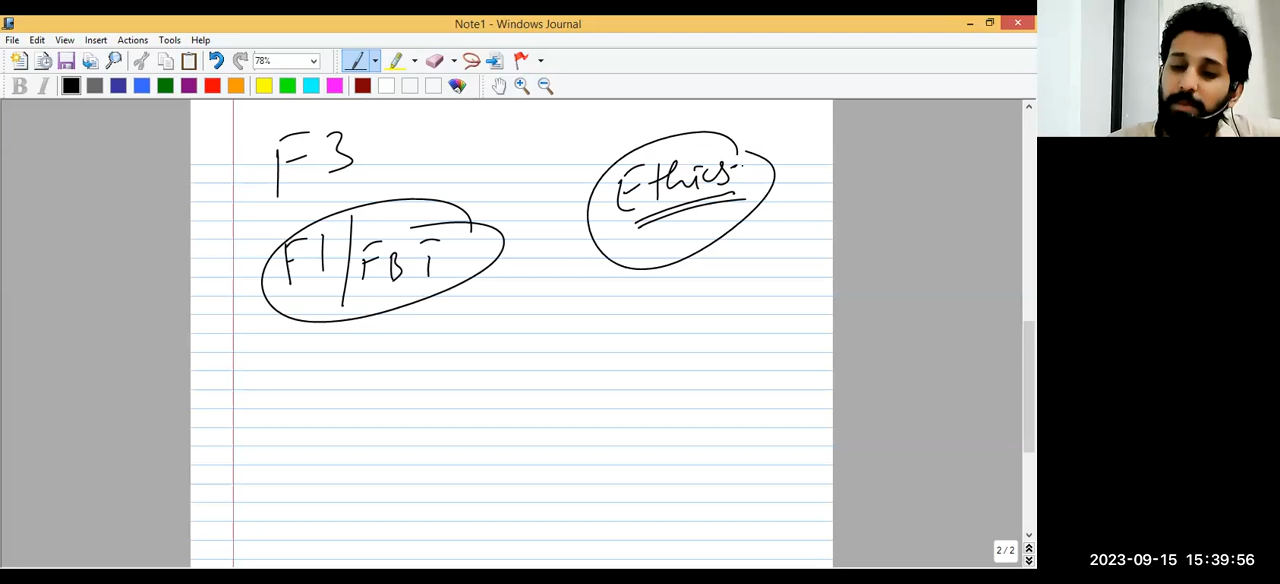 Note1 - Windows Journal
File Edit View Insert Actions Tools Help
78%
B I
F3
Ethics
F1 FBT
2 / 2
2023-09-15 15:39:56